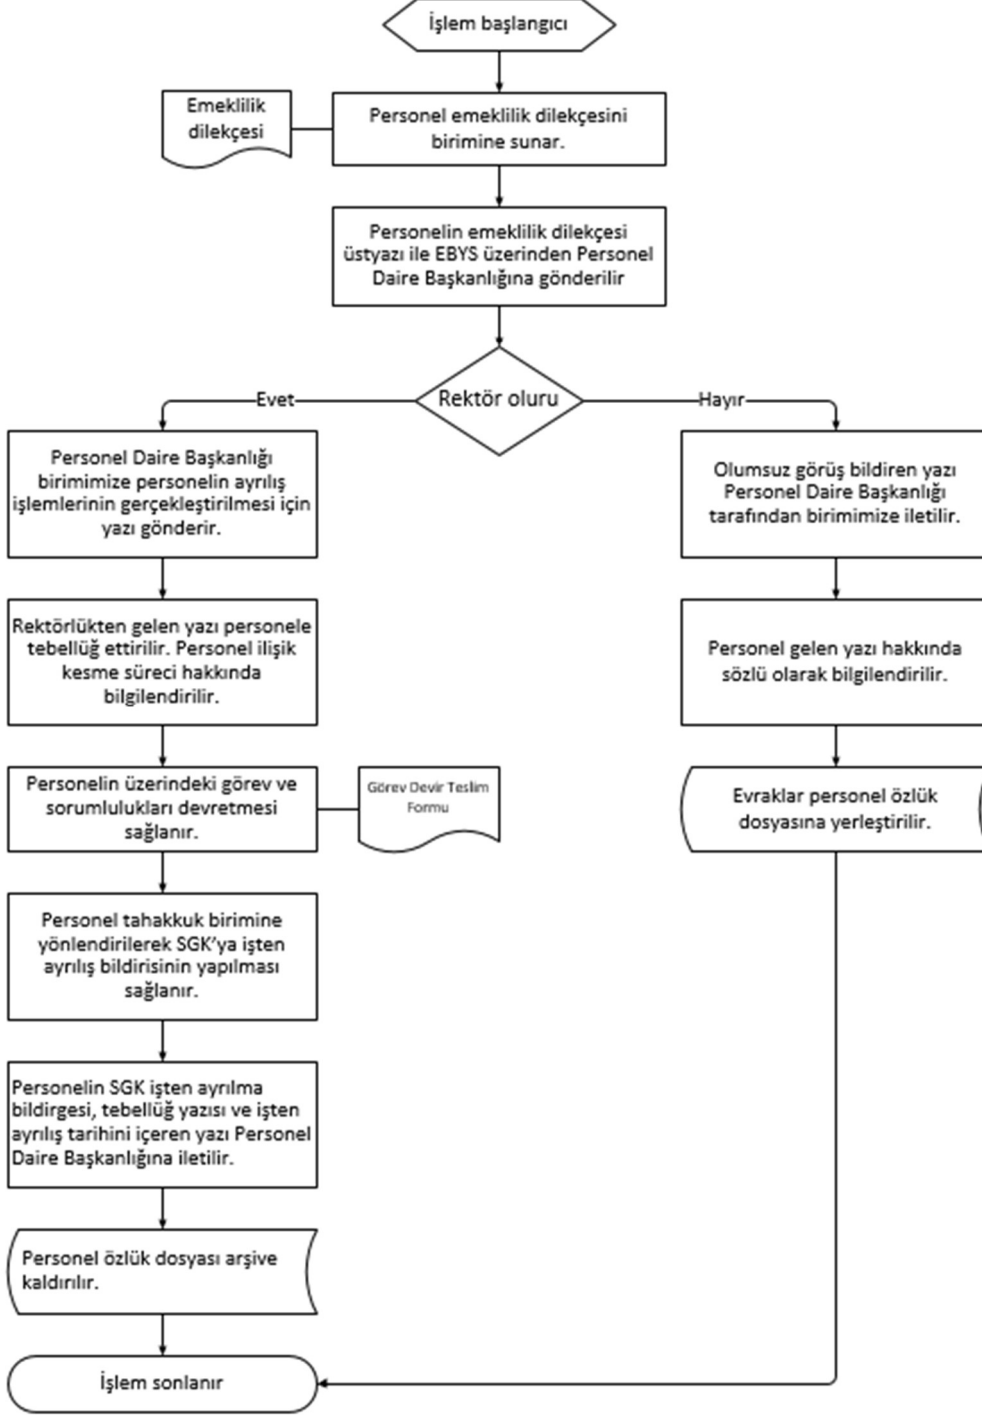 İşlem başlangıcı
Emeklilik
dilekçesi
Personel emeklilik dilekçesini
birimine sunar.
Personelin emeklilik dilekçesi
üstyazı ile EBYS üzerinden Personel
Daire Başkanlığına gönderilir
Rektör oluru
Evet
Hayır
Personel Daire Başkanlığı
birimimize personelin ayrılış
işlemlerinin gerçekleştirilmesi için
yazı gönderir.
Olumsuz görüş bildiren yazı
Personel Daire Başkanlığı
tarafından birimimize iletilir.
Rektörlükten gelen yazı personele
tebellüğ ettirilir. Personel ilişik
kesme süreci hakkında
bilgilendirilir.
Personel gelen yazı hakkında
sözlü olarak bilgilendirilir.
Personelin üzerindeki görev ve
sorumlulukları devretmesi
sağlanır.
Görev Devir Teslim
Formu
Evraklar personel özlük
dosyasına yerleştirilir.
Personel tahakkuk birimine
yönlendirilerek SGK’ya işten
ayrılış bildirisinin yapılması
sağlanır.
Personelin SGK işten ayrılma
bildirgesi, tebellüğ yazısı ve işten
ayrılış tarihini içeren yazı Personel
Daire Başkanlığına iletilir.
Personel özlük dosyası arşive
kaldırılır.
İşlem sonlanır